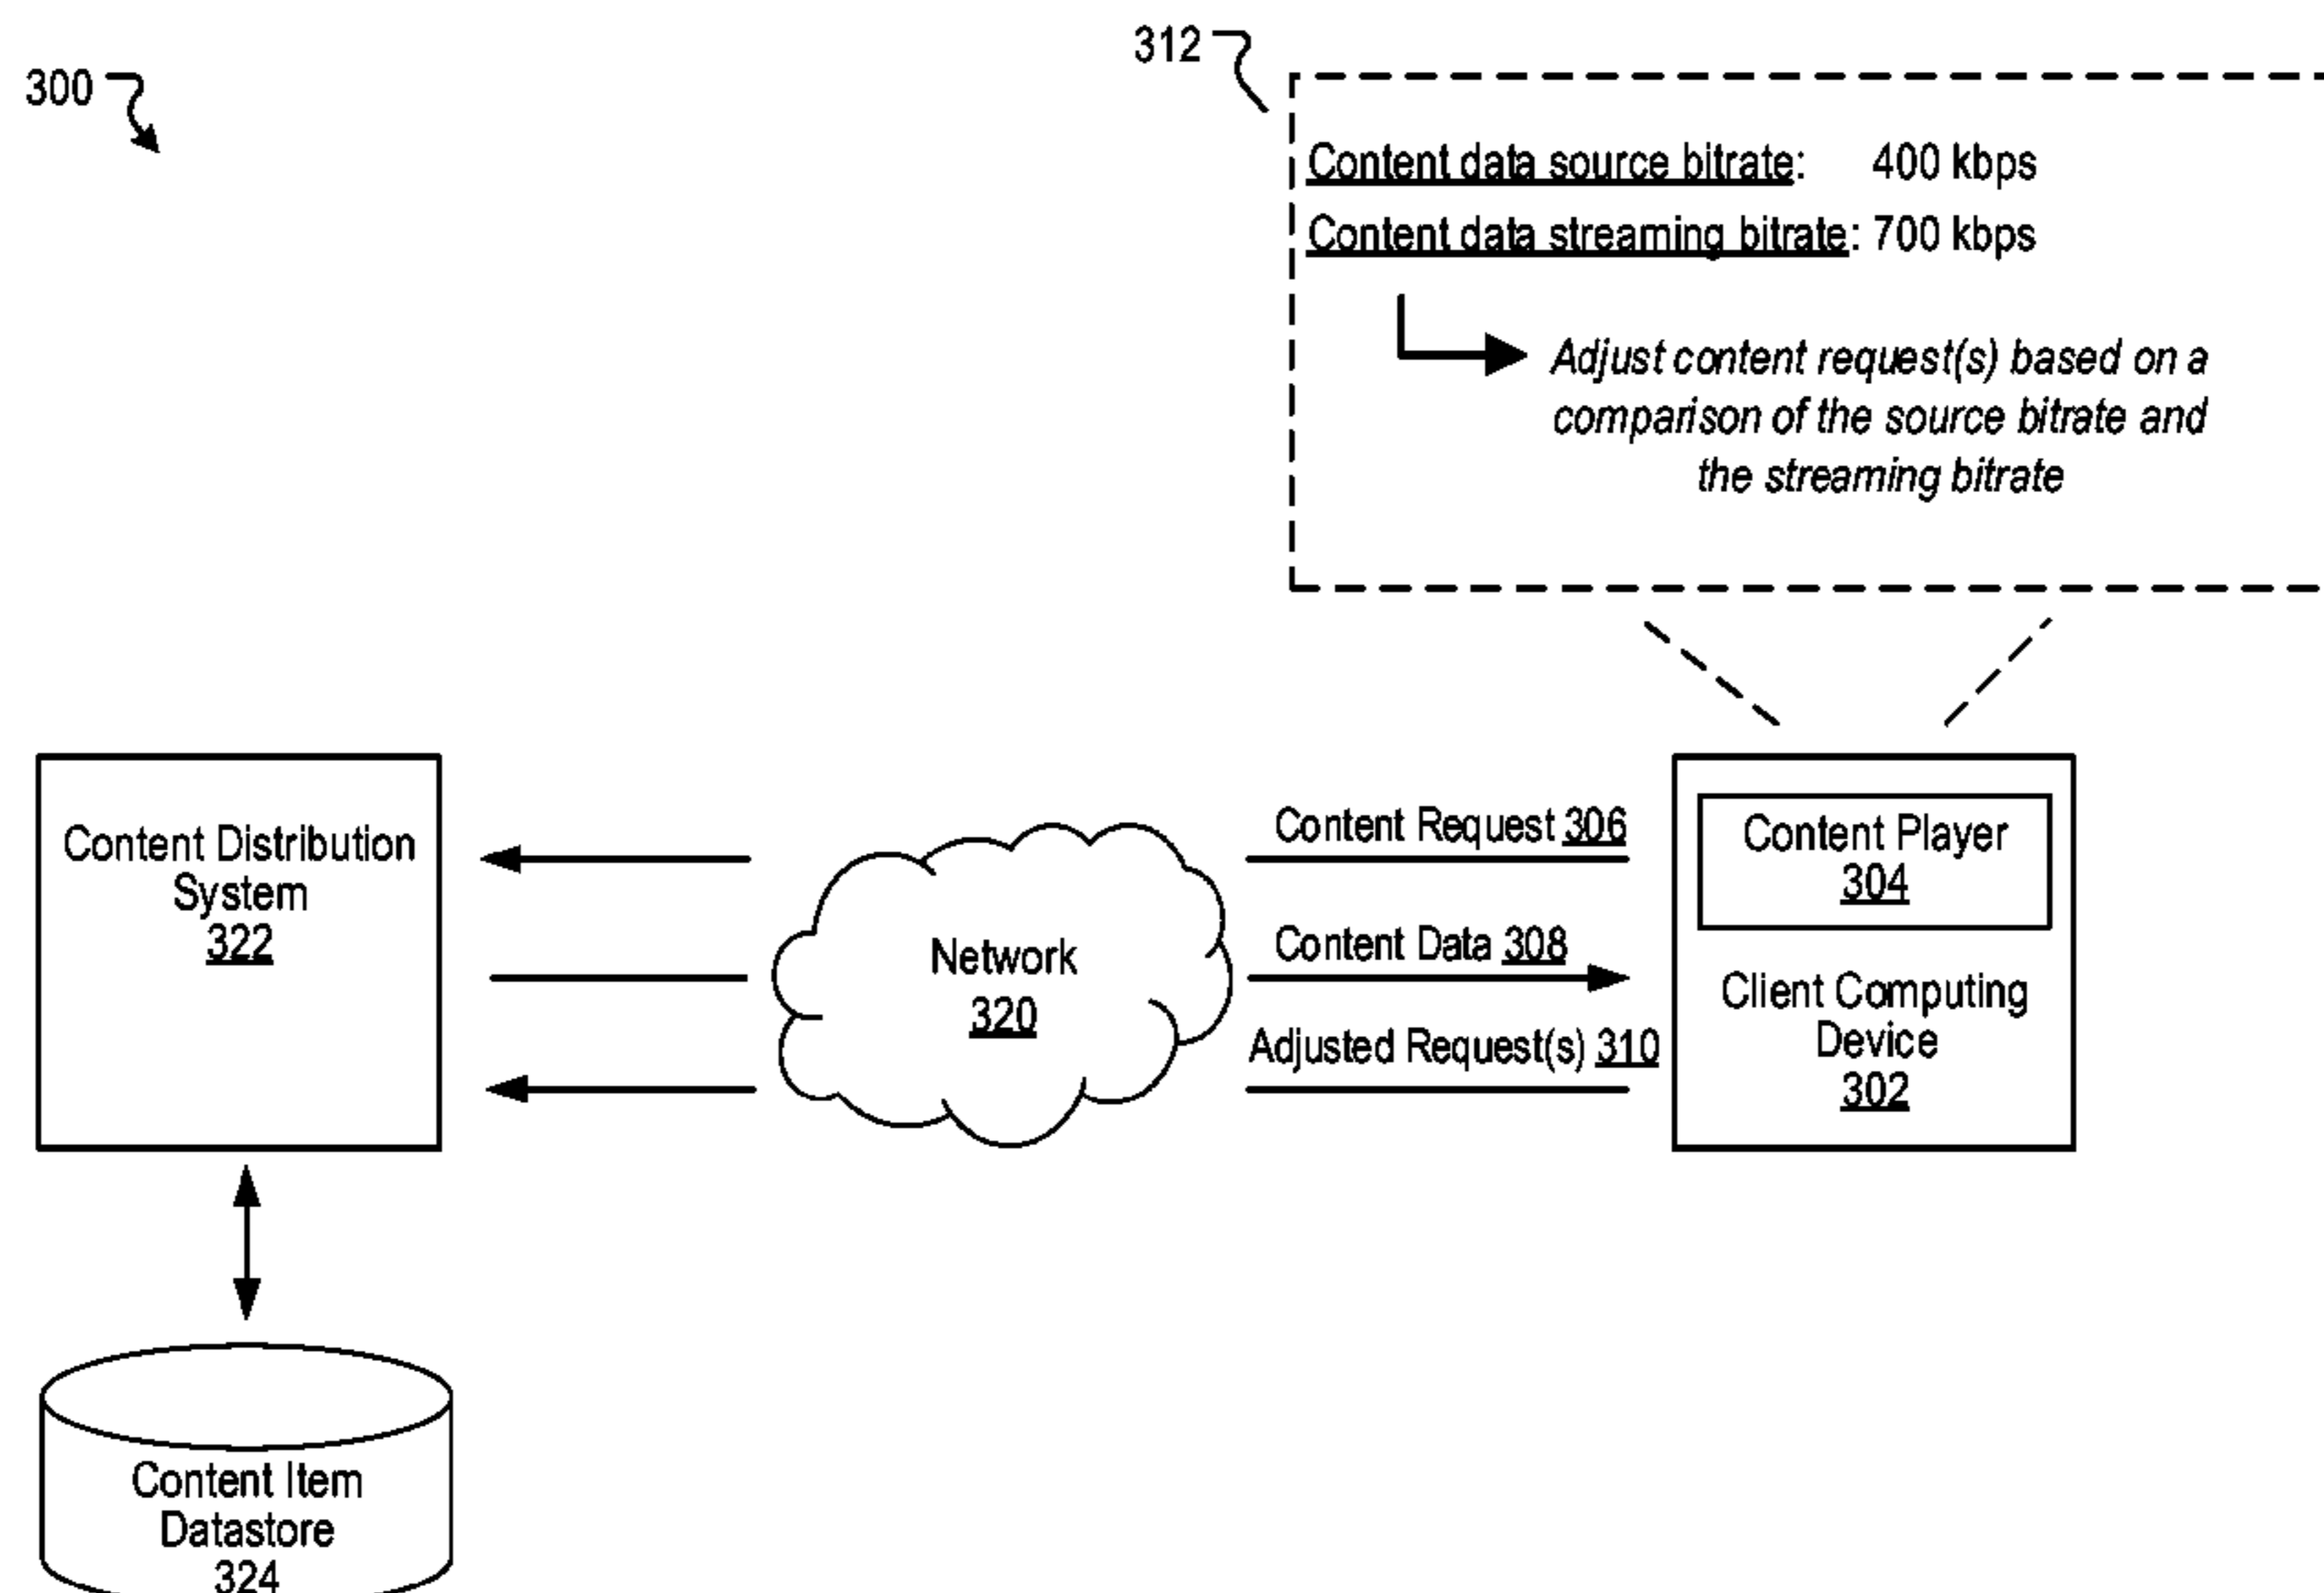 300
312
Content data source bitrate: 400 kbps
Content data streaming bitrate: 700 kbps
Adjust content request(s) based on a
comparison of the source bitrate and
the streaming bitrate
Content Distribution
System
322
Network
320
Content Request 306
Content Data 308
Adjusted Request(s) 310
Content Player
304
Client Computing
Device
302
Content Item
Datastore
324